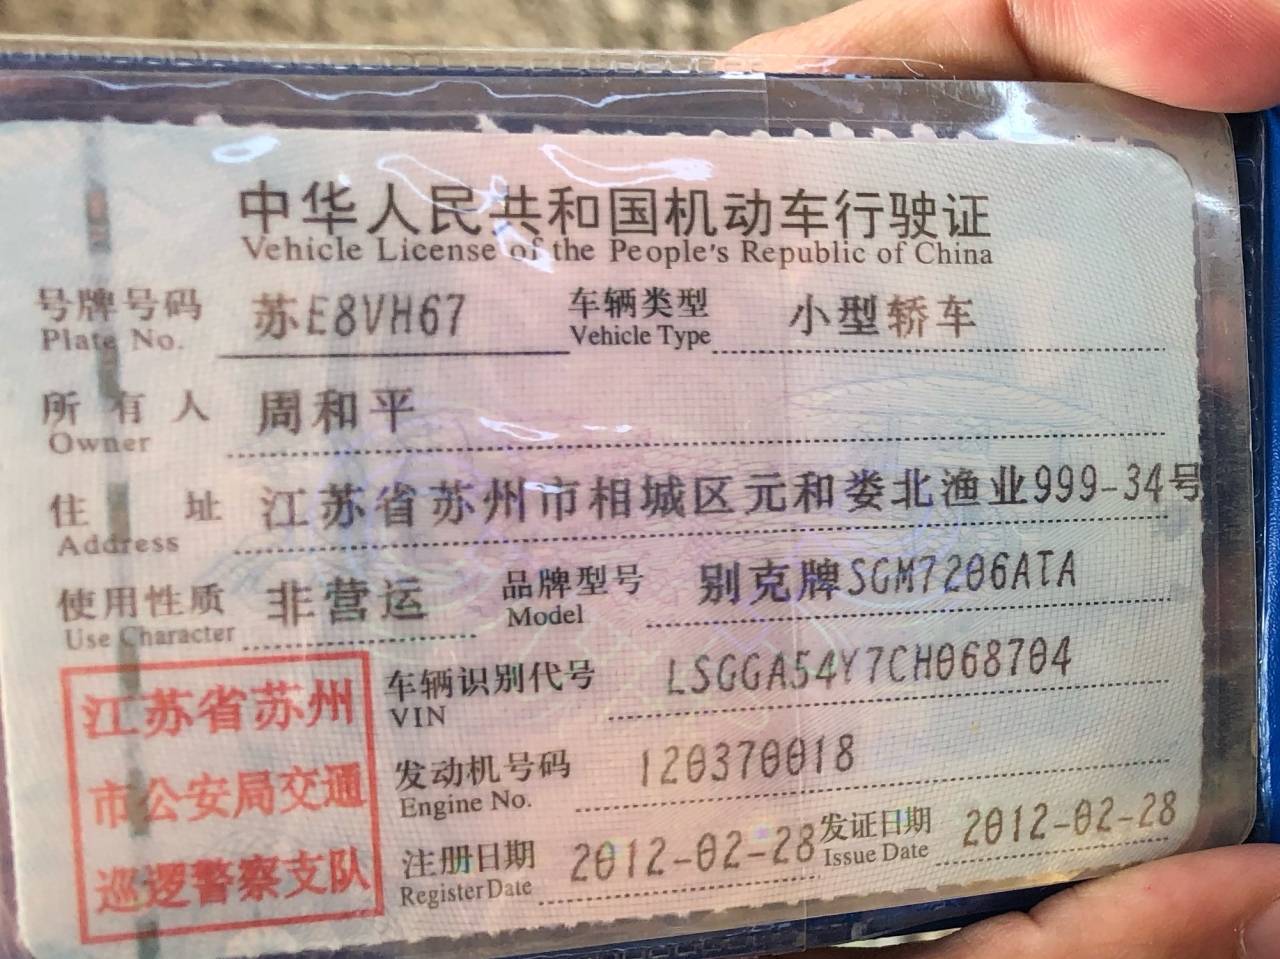 中华人民共和国机动车行驶证
Vehicle License of the People's Republic of China
号牌号码 苏E8VH67 车辆类型 小型轿车
Plate No. Vehicle Type
所有人 周和平
Owner
住址 江苏省苏州市相城区元和娄北渔业999-34号
Address
使用性质 非营运 品牌型号 别克牌SGM7206ATA
Use Character Model
江苏省苏州
市公安局交通
巡逻警察支队
车辆识别代号 LSGGA54Y7CH068704
VIN
发动机号码 120370018
Engine No.
注册日期 2012-02-28 发证日期 2012-02-28
Register Date Issue Date